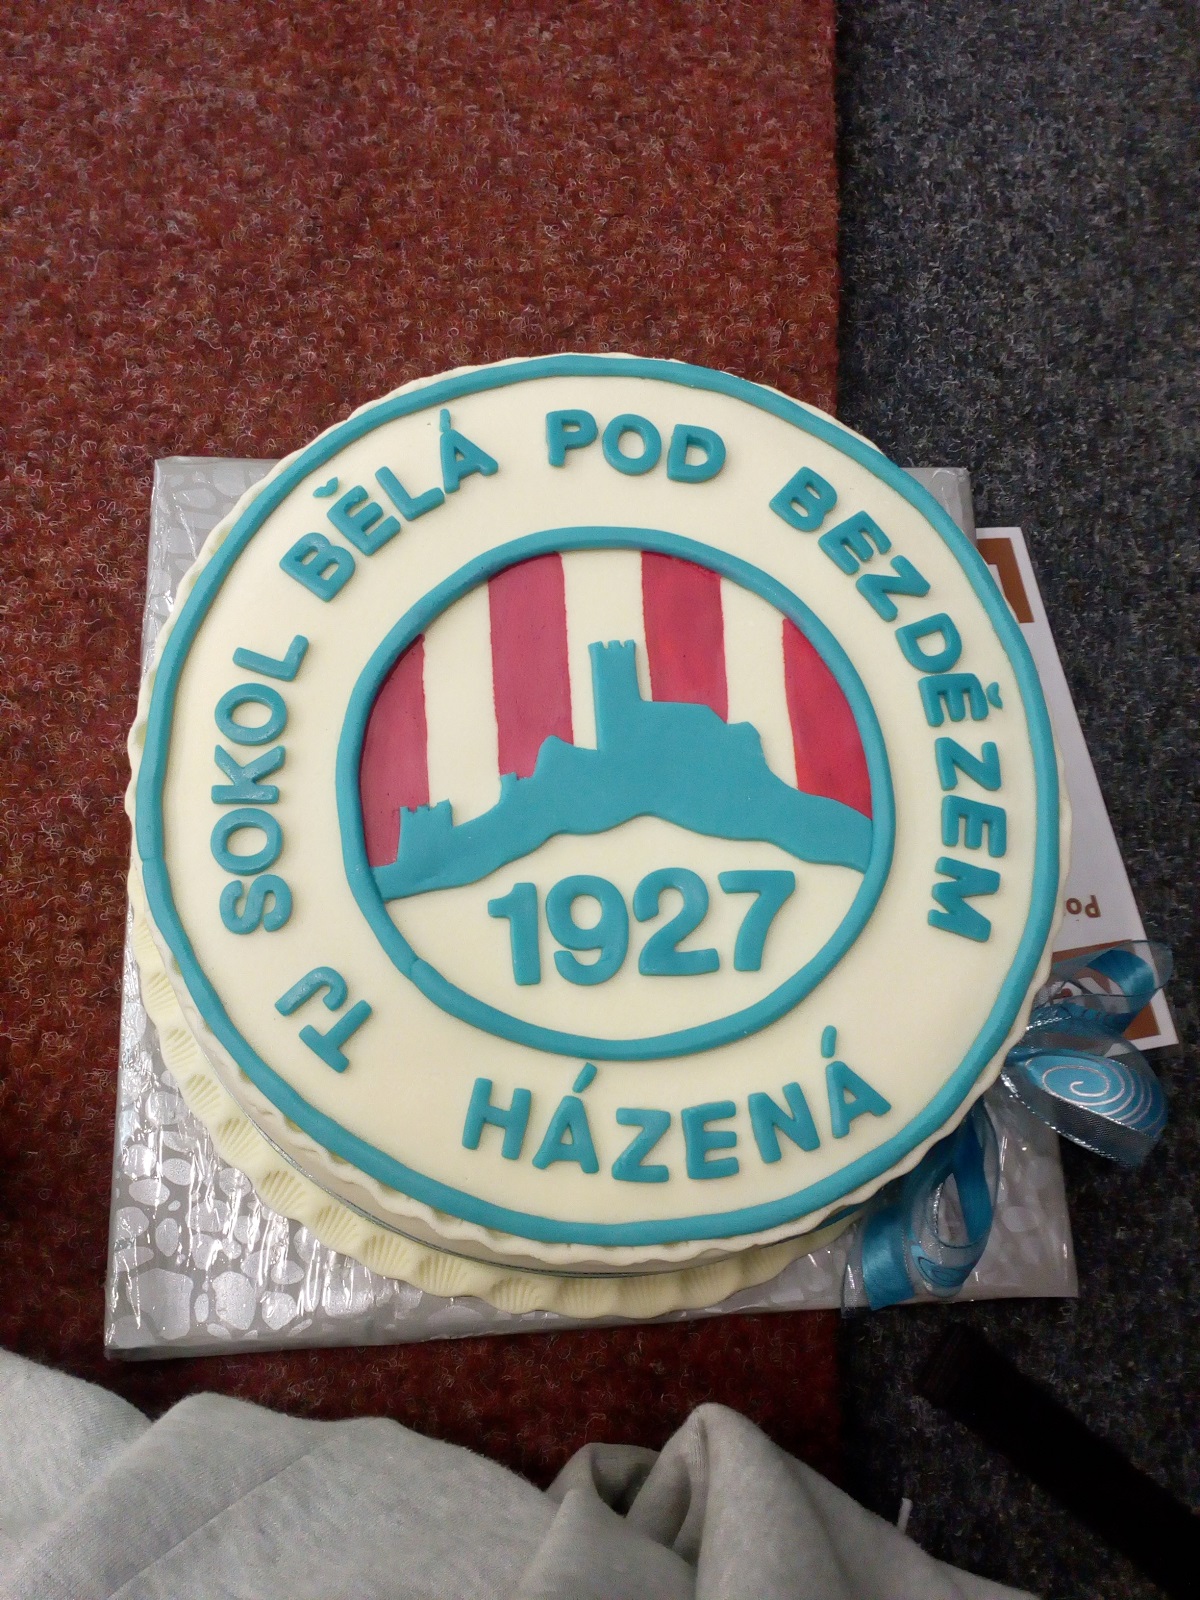 TJ SOKOL BĚLÁ POD BEZDĚZEM
1927
HÁZENÁ